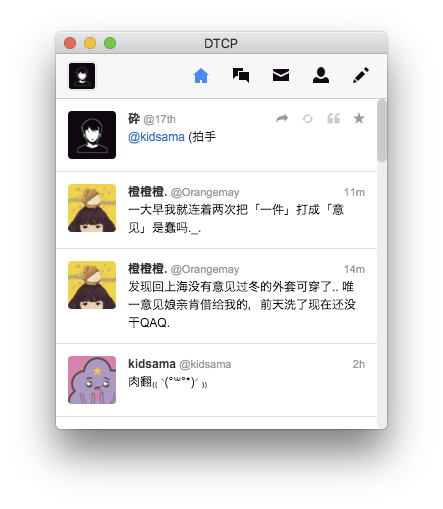 DTCP
砕 @17th
@kidsama (拍手
橙橙橙. @Orangemay 11m
一大早我就连着两次把「一件」打成「意
见」是蠢吗._.
橙橙橙. @Orangemay 14m
发现回上海没有意见过冬的外套可穿了.. 唯
一意见娘亲肯借给我的，前天洗了现在还没
干QAQ.
kidsama @kidsama 2h
肉翻₍₍ ᐠ(°꒳°*)ᐟ ₎₎